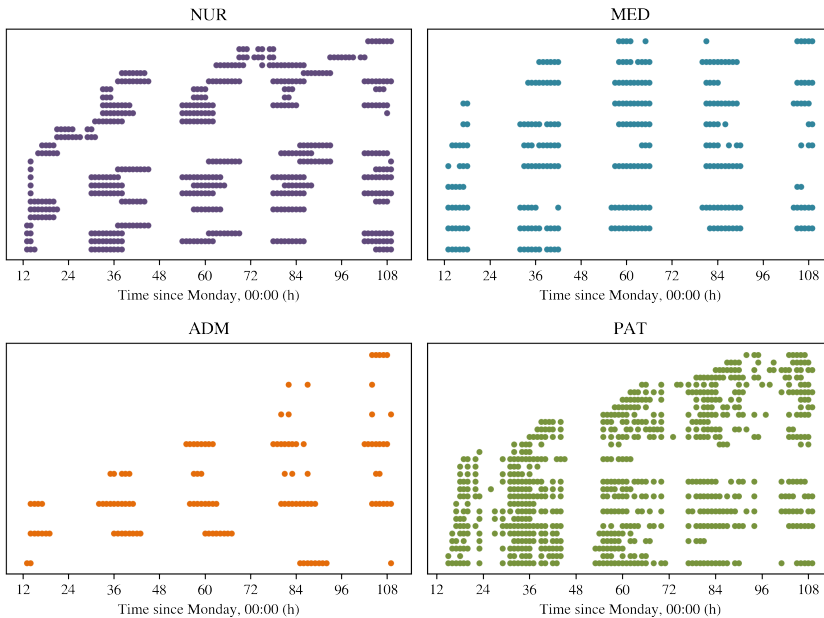 NUR
MED
12 24 36 48 60 72 84 96 108
12 24 36 48 60 72 84 96 108
Time since Monday, 00:00 (h)
Time since Monday, 00:00 (h)
ADM
PAT
12 24 36 48 60 72 84 96 108
12 24 36 48 60 72 84 96 108
Time since Monday, 00:00 (h)
Time since Monday, 00:00 (h)